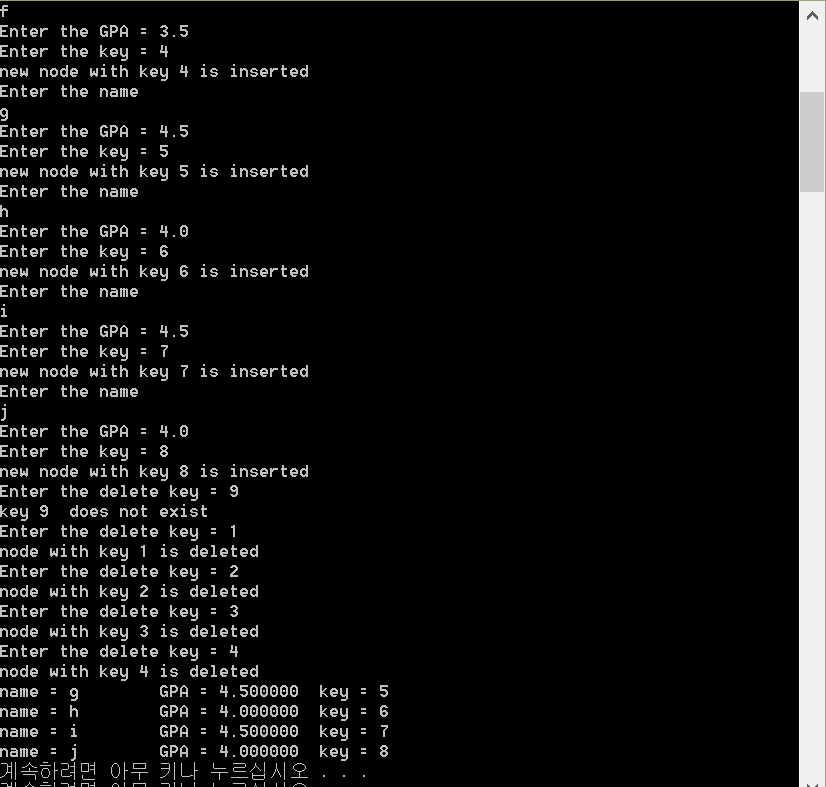 f
Enter the GPA = 3.5
Enter the key = 4
new node with key 4 is inserted
Enter the name
g
Enter the GPA = 4.5
Enter the key = 5
new node with key 5 is inserted
Enter the name
h
Enter the GPA = 4.0
Enter the key = 6
new node with key 6 is inserted
Enter the name
i
Enter the GPA = 4.5
Enter the key = 7
new node with key 7 is inserted
Enter the name
j
Enter the GPA = 4.0
Enter the key = 8
new node with key 8 is inserted
Enter the delete key = 9
key 9  does not exist
Enter the delete key = 1
node with key 1 is deleted
Enter the delete key = 2
node with key 2 is deleted
Enter the delete key = 3
node with key 3 is deleted
Enter the delete key = 4
node with key 4 is deleted
name = g        GPA = 4.500000  key = 5
name = h        GPA = 4.000000  key = 6
name = i        GPA = 4.500000  key = 7
name = j        GPA = 4.000000  key = 8
계속하려면 아무 키나 누르십시오 . . .